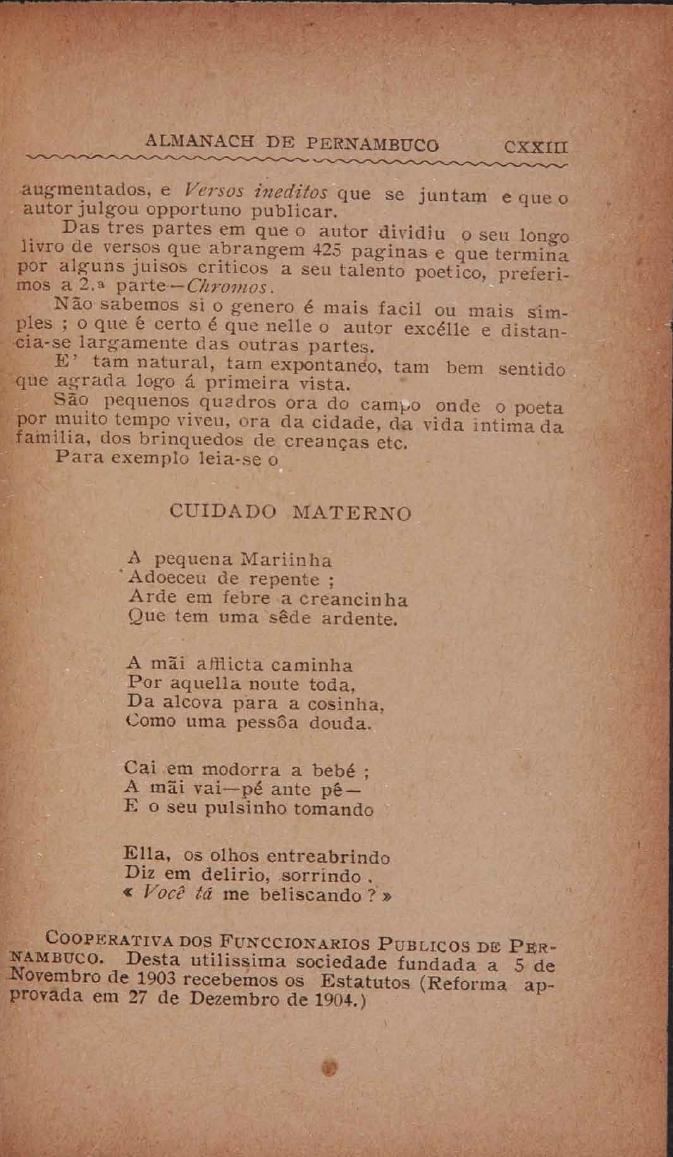 ALMANACH DE PERNAMBUCO CXXIII
augmentados, e Versos ineditos que se juntam e que o
autor julgou opportuno publicar.
Das tres partes em que o autor dividiu o seu longo
livro de versos que abrangem 425 paginas e que termina
por alguns juisos criticos a seu talento poetico, preferi-
mos a 2.ª parte—Chromos.
Não sabemos si o genero é mais facil ou mais sim-
ples ; o que é certo é que nelle o autor excélle e distan-
cia-se largamente das outras partes.
E' tam natural, tam expontanéo, tam bem sentido
que agrada logo á primeira vista.
São pequenos quadros ora do campo onde o poeta
por muito tempo viveu, ora da cidade, da vida intima da
familia, dos brinquedos de creanças etc.
Para exemplo leia-se o
CUIDADO MATERNO
A pequena Mariinha
Adoeceu de repente ;
Arde em febre a creancinha
Que tem uma sêde ardente.
A mãi afflicta caminha
Por aquella noute toda,
Da alcova para a cosinha,
Como uma pessôa douda.
Cai em modorra a bebé ;
A mãi vai—pé ante pê—
E o seu pulsinho tomando
Ella, os olhos entreabrindo
Diz em delirio, sorrindo .
« Você tá me beliscando ? »
COOPERATIVA DOS FUNCCIONARIOS PUBLICOS DE PER-
NAMBUCO. Desta utilissima sociedade fundada a 5 de
Novembro de 1903 recebemos os Estatutos (Reforma ap-
provada em 27 de Dezembro de 1904.)